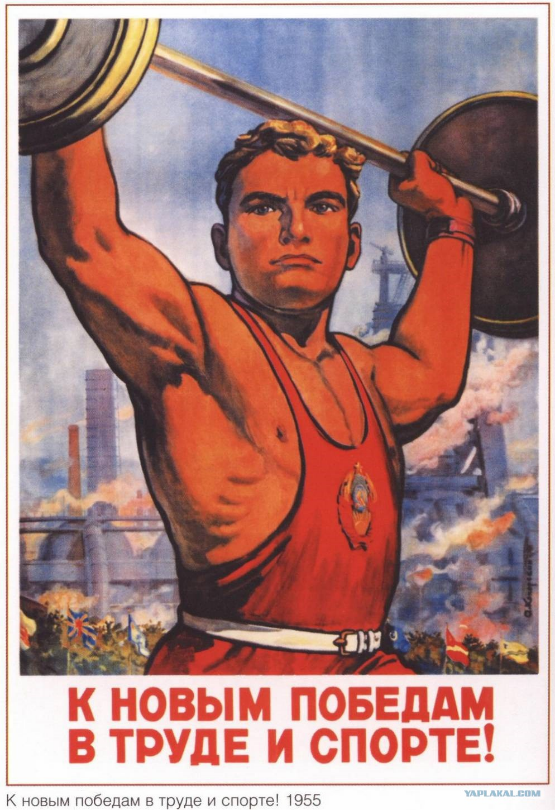 К НОВЫМ ПОБЕДАМ
В ТРУДЕ И СПОРТЕ!
YAPLAKAL.COM
К новым победам в труде и спорте! 1955